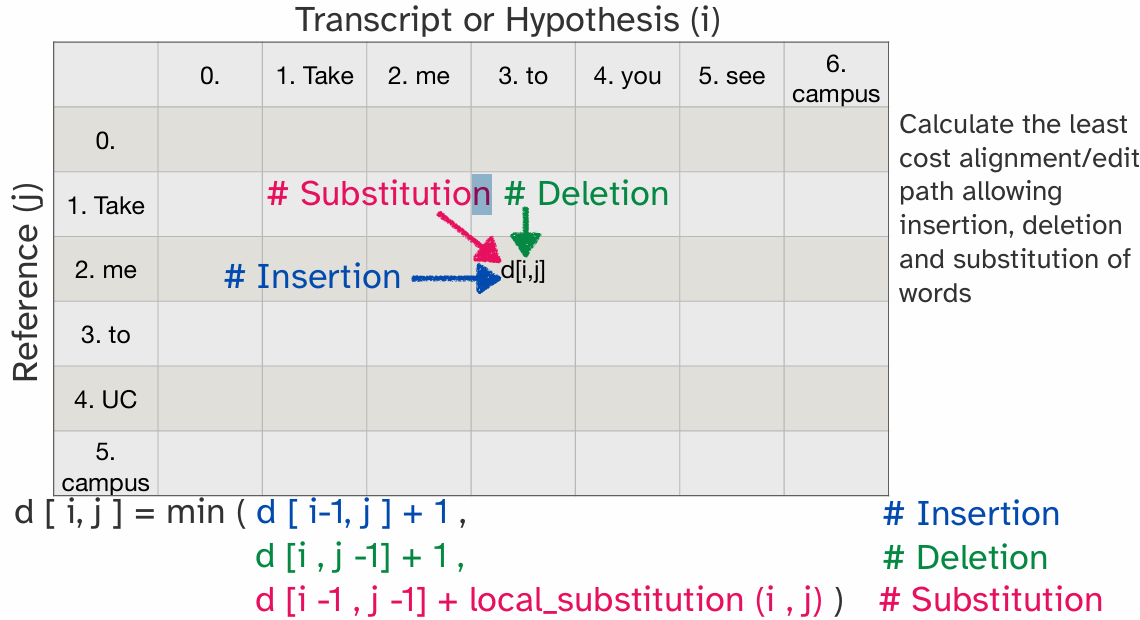 Transcript or Hypothesis (i)
0. 1. Take 2. me 3. to 4. you 5. see 6. campus
0.
1. Take
2. me
3. to
4. UC
5. campus
Reference (j)
# Substitution # Deletion
# Insertion d[i,j]
Calculate the least
cost alignment/edit
path allowing
insertion, deletion
and substitution of
words
d [ i, j ] = min ( d [ i-1, j ] + 1 , # Insertion
d [i , j -1] + 1 , # Deletion
d [i -1 , j -1] + local_substitution (i , j) ) # Substitution